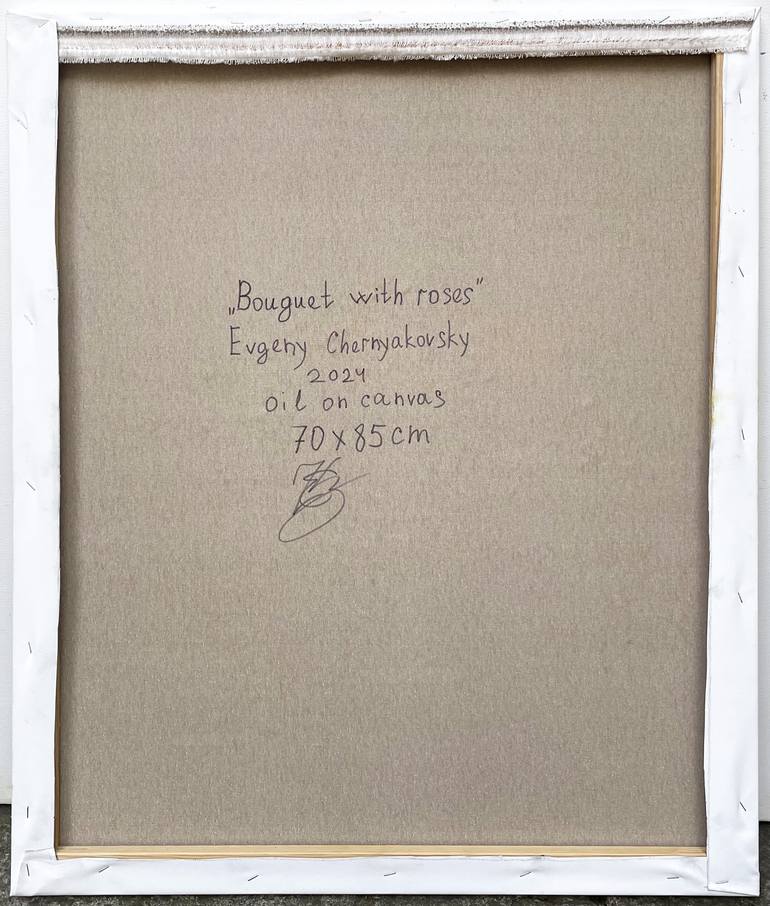 „Bouguet with roses”
Evgeny Chernyakovsky
2024
oil on canvas
70x85cm